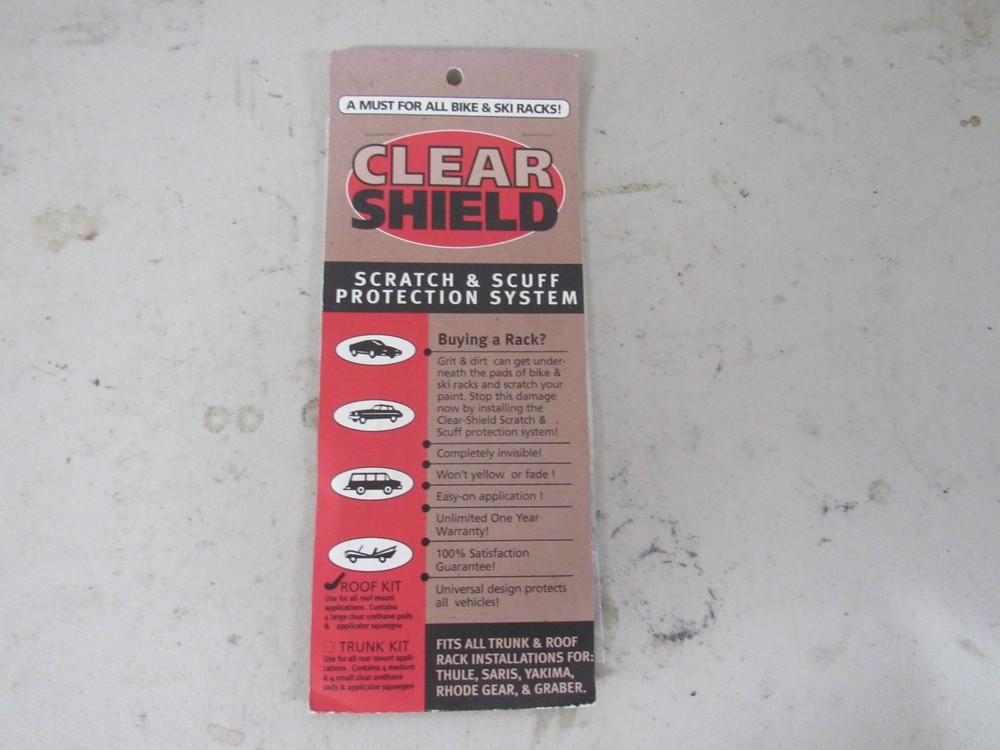 A MUST FOR ALL BIKE & SKI RACKS!
CLEAR
SHIELD
SCRATCH & SCUFF
PROTECTION SYSTEM
Buying a Rack?
Grit & dirt can get under-
neath the pads of bike &
ski racks and scratch your
paint. Stop this damage
now by installing the
Clear-Shield Scratch &
Scuff protection system!
Completely invisible!
Won't yellow or fade !
Easy-on application !
Unlimited One Year
Warranty!
100% Satisfaction
Guarantee!
Universal design protects
all vehicles!
ROOF KIT
Use for all roof mount
applications . Contains
4 large clear urethane pads
& applicator squeegee
TRUNK KIT
Use for all rear mount appli-
cations . Contains 4 medium
& 4 small clear urethane
pads & applicator squeegee
FITS ALL TRUNK & ROOF
RACK INSTALLATIONS FOR:
THULE, SARIS, YAKIMA,
RHODE GEAR, & GRABER.